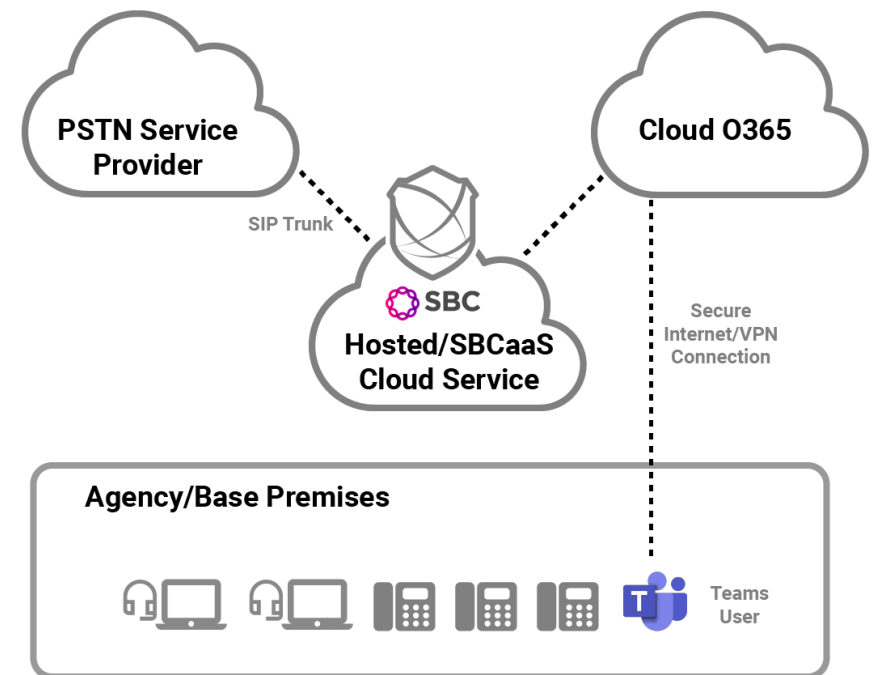 PSTN Service
Provider
Cloud O365
SIP Trunk
SBC
Hosted/SBCaaS
Cloud Service
Secure
Internet/VPN
Connection
Agency/Base Premises
T
Teams
User